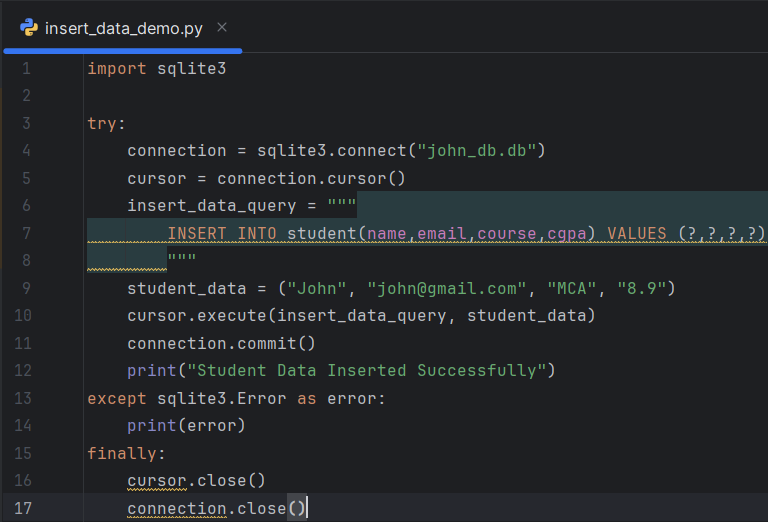 insert_data_demo.py ×
1 import sqlite3
2
3 try:
4 connection = sqlite3.connect("john_db.db")
5 cursor = connection.cursor()
6 insert_data_query = """
7 INSERT INTO student(name,email,course,cgpa) VALUES (?,?,?,?)
8 """
9 student_data = ("John", "john@gmail.com", "MCA", "8.9")
10 cursor.execute(insert_data_query, student_data)
11 connection.commit()
12 print("Student Data Inserted Successfully")
13 except sqlite3.Error as error:
14 print(error)
15 finally:
16 cursor.close()
17 connection.close()